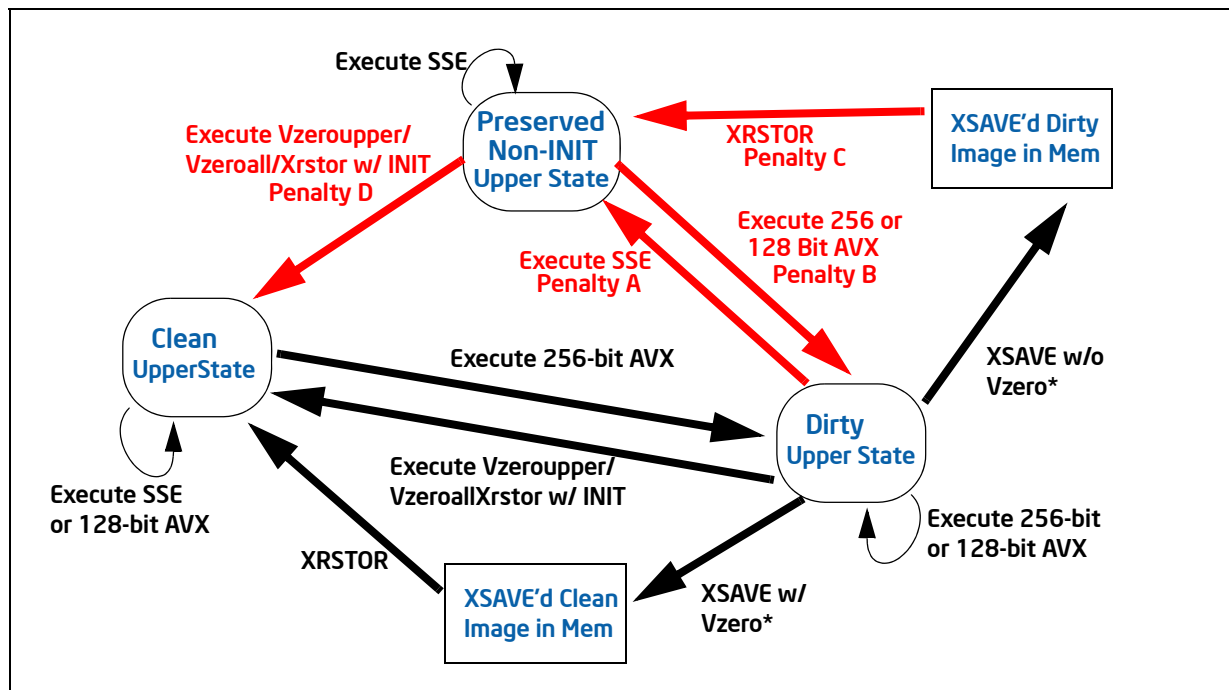 Execute SSE
Preserved
Non-INIT
Upper State
Execute Vzeroupper/
Vzeroall/Xrstor w/ INIT
Penalty D
XRSTOR
Penalty C
XSAVE'd Dirty
Image in Mem
Execute 256 or
128 Bit AVX
Penalty B
Execute SSE
Penalty A
Clean
UpperState
Execute 256-bit AVX
XSAVE w/o
Vzero*
Dirty
Upper State
Execute Vzeroupper/
VzeroallXrstor w/ INIT
Execute SSE
or 128-bit AVX
Execute 256-bit
or 128-bit AVX
XRSTOR
XSAVE'd Clean
Image in Mem
XSAVE w/
Vzero*